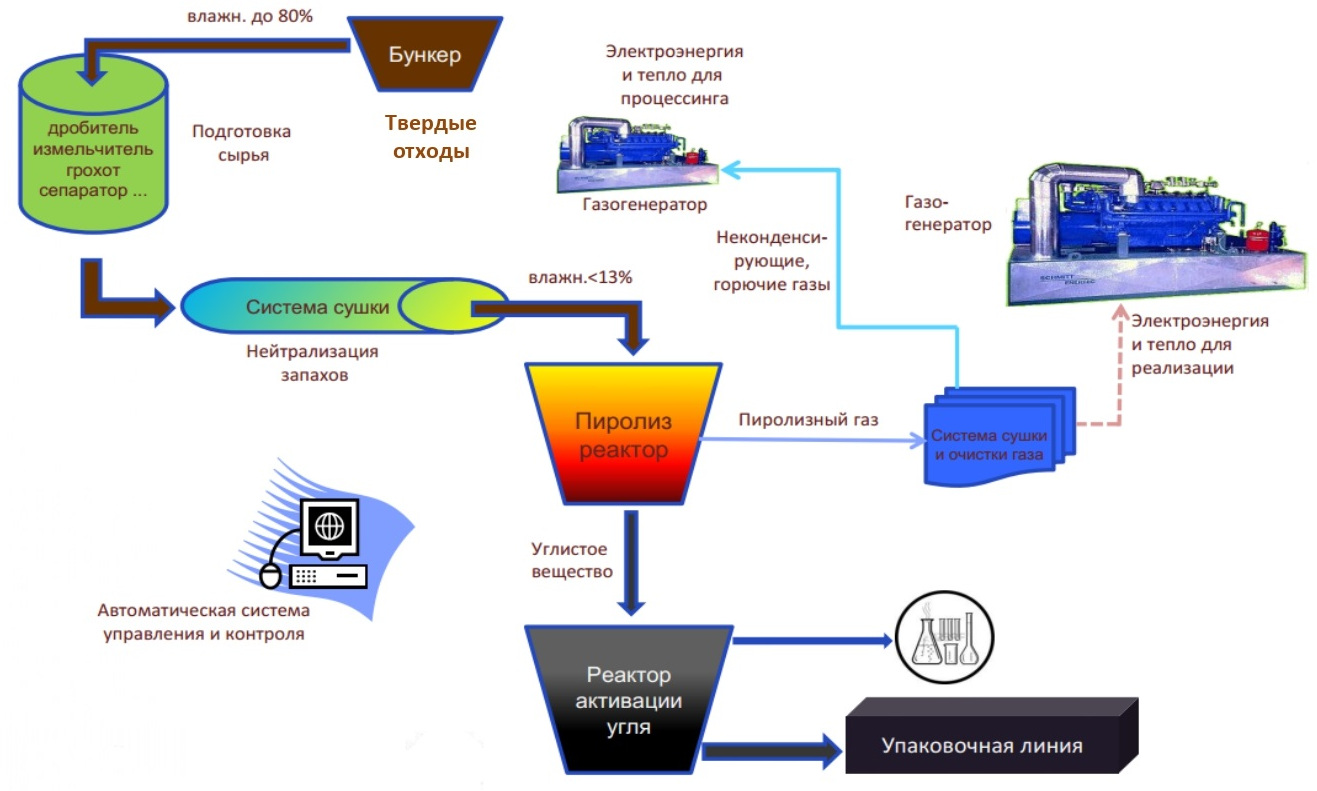 влажн. до 80%
Бункер
Твердые
отходы
дробитель
измельчитель
грохот
сепаратор ...
Подготовка
сырья
Электроэнергия
и тепло для
процессинга
Газогенератор
Газо-
генератор
SCHMITT
ENERTEC
Неконденси-
рующие,
горючие газы
Электроэнергия
и тепло для
реализации
влажн.<13%
Система сушки
Нейтрализация
запахов
Пиролиз
реактор
Пиролизный газ
Система сушки
и очистки газа
Углистое
вещество
Автоматическая система
управления и контроля
Реактор
активации
угля
Упаковочная линия